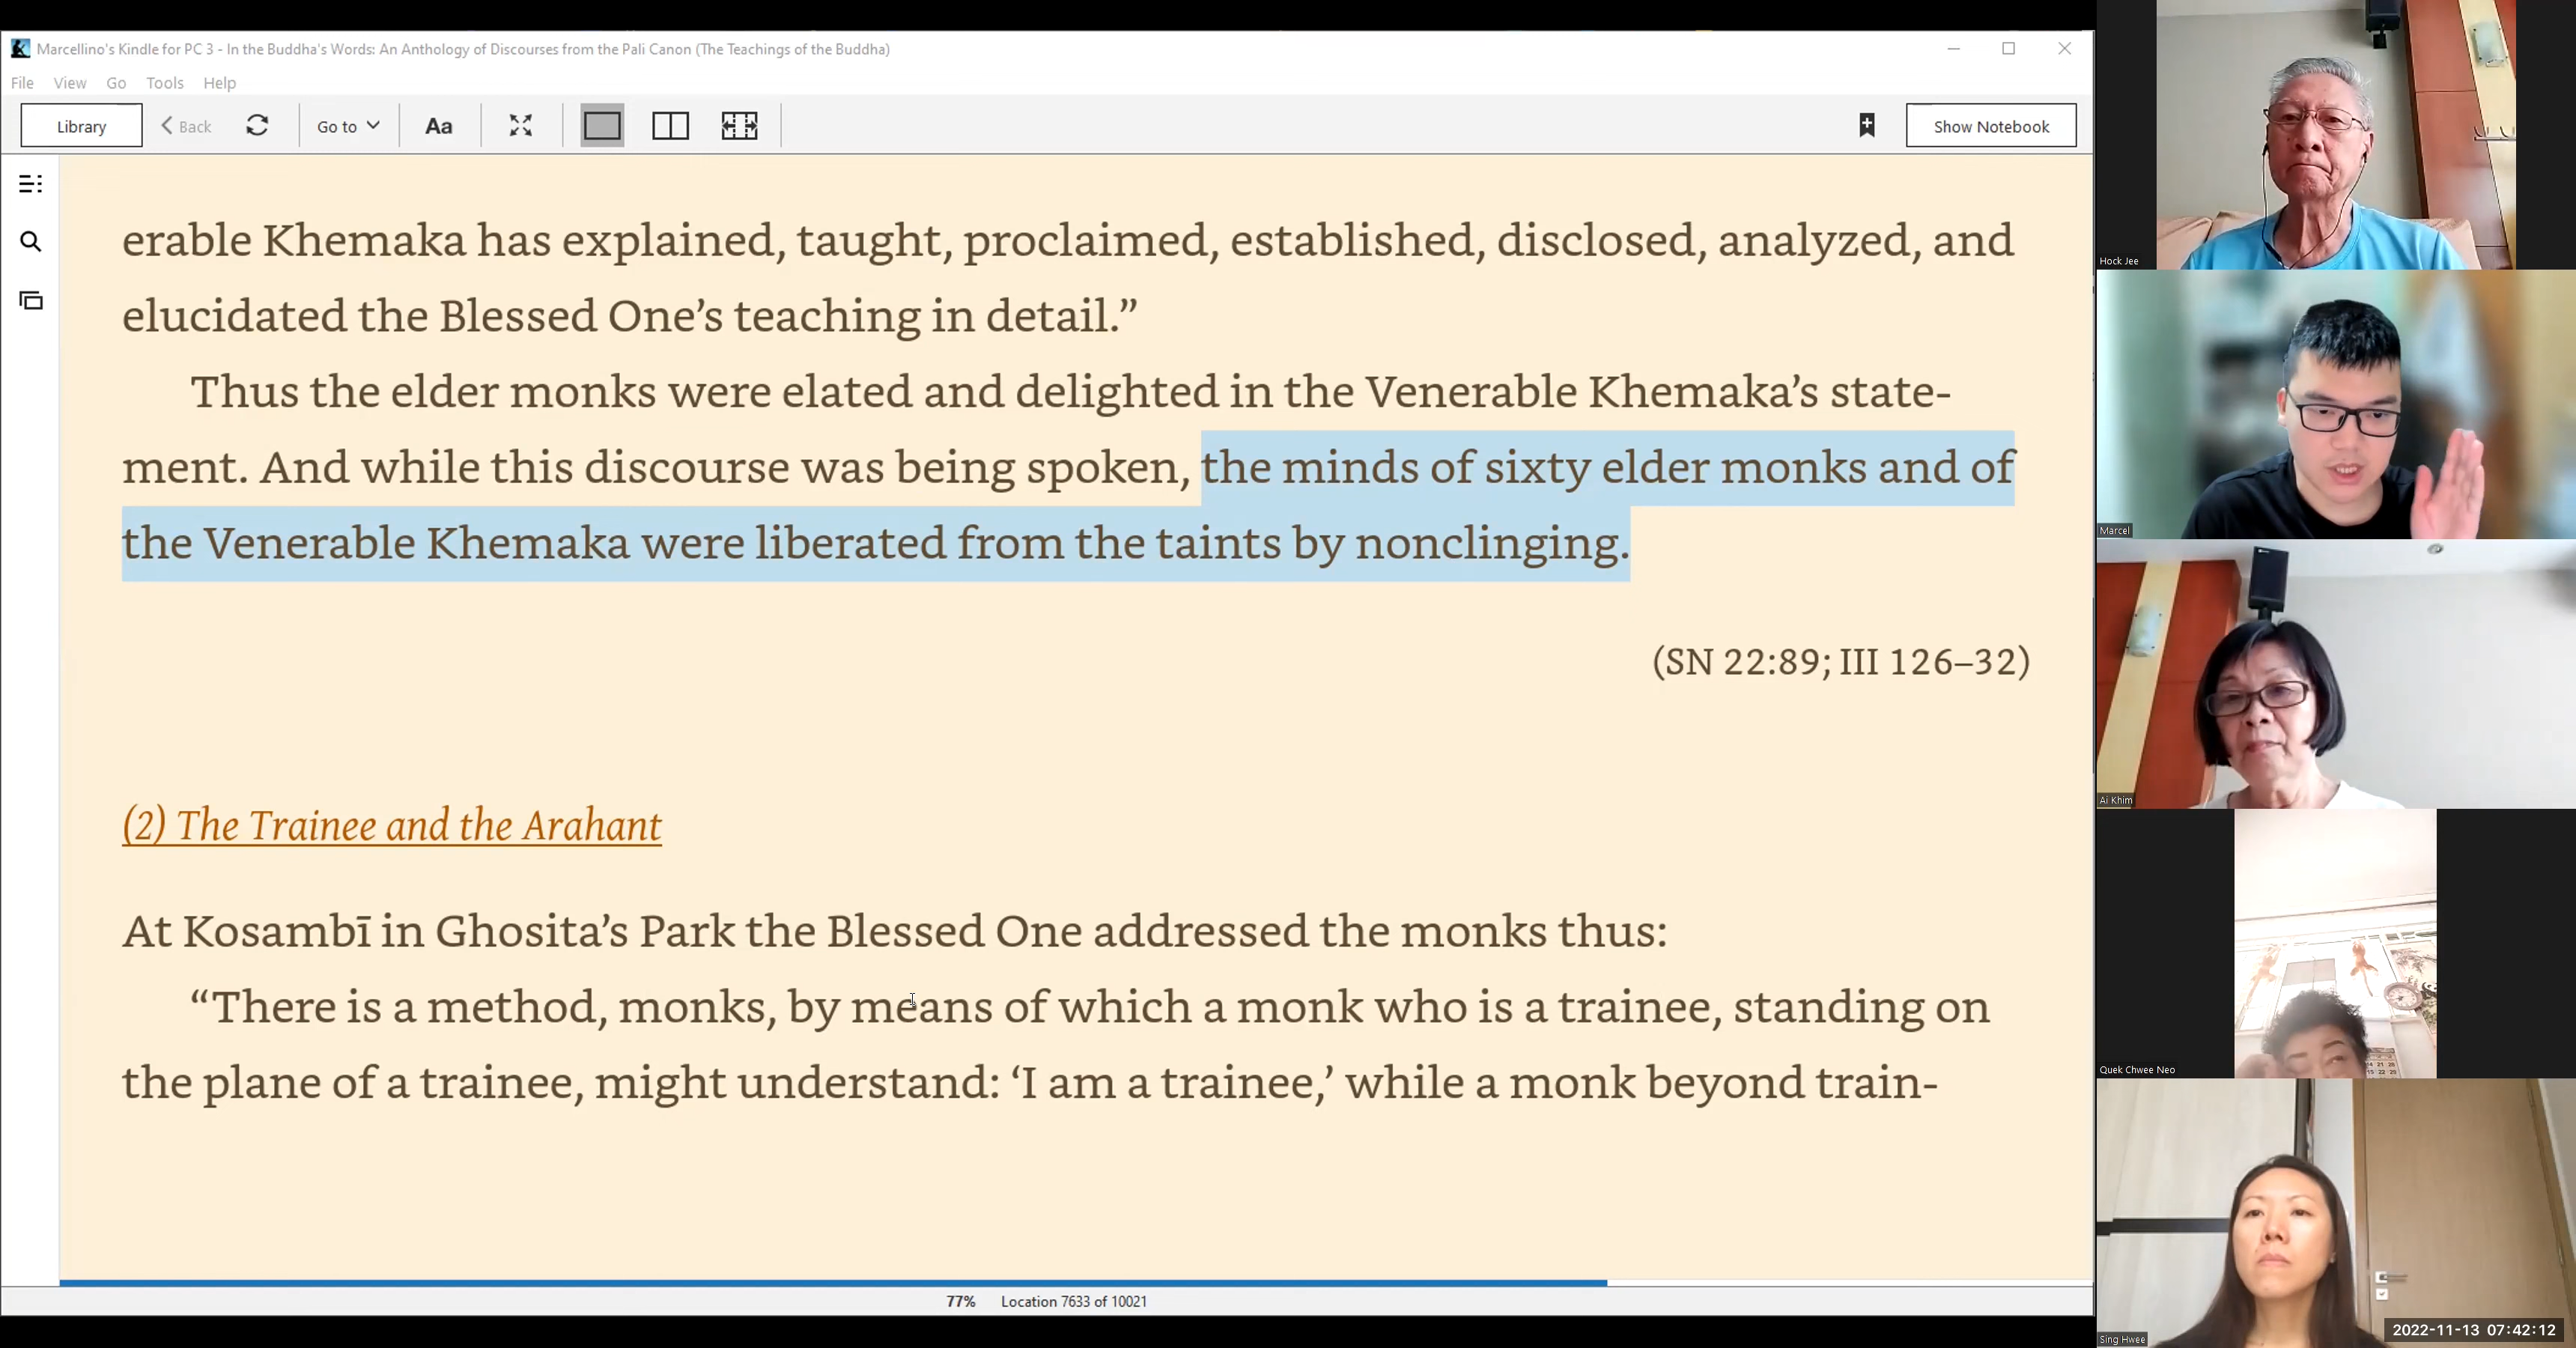 Marcellino's Kindle for PC 3 - In the Buddha's Words: An Anthology of Discourses from the Pali Canon (The Teachings of the Buddha)
File View Go Tools Help
Library Back Go to Aa Show Notebook
erable Khemaka has explained, taught, proclaimed, established, disclosed, analyzed, and
elucidated the Blessed One’s teaching in detail.”
Thus the elder monks were elated and delighted in the Venerable Khemaka’s state-
ment. And while this discourse was being spoken, the minds of sixty elder monks and of
the Venerable Khemaka were liberated from the taints by nonclinging.
(SN 22:89; III 126–32)
(2) The Trainee and the Arahant
At Kosambī in Ghosita’s Park the Blessed One addressed the monks thus:
“There is a method, monks, by means of which a monk who is a trainee, standing on
the plane of a trainee, might understand: ‘I am a trainee,’ while a monk beyond train-
77% Location 7633 of 10021
Hock Jee
Marcel
Ai Khim
Quek Chwee Neo
Sing Hwee
2022-11-13 07:42:12